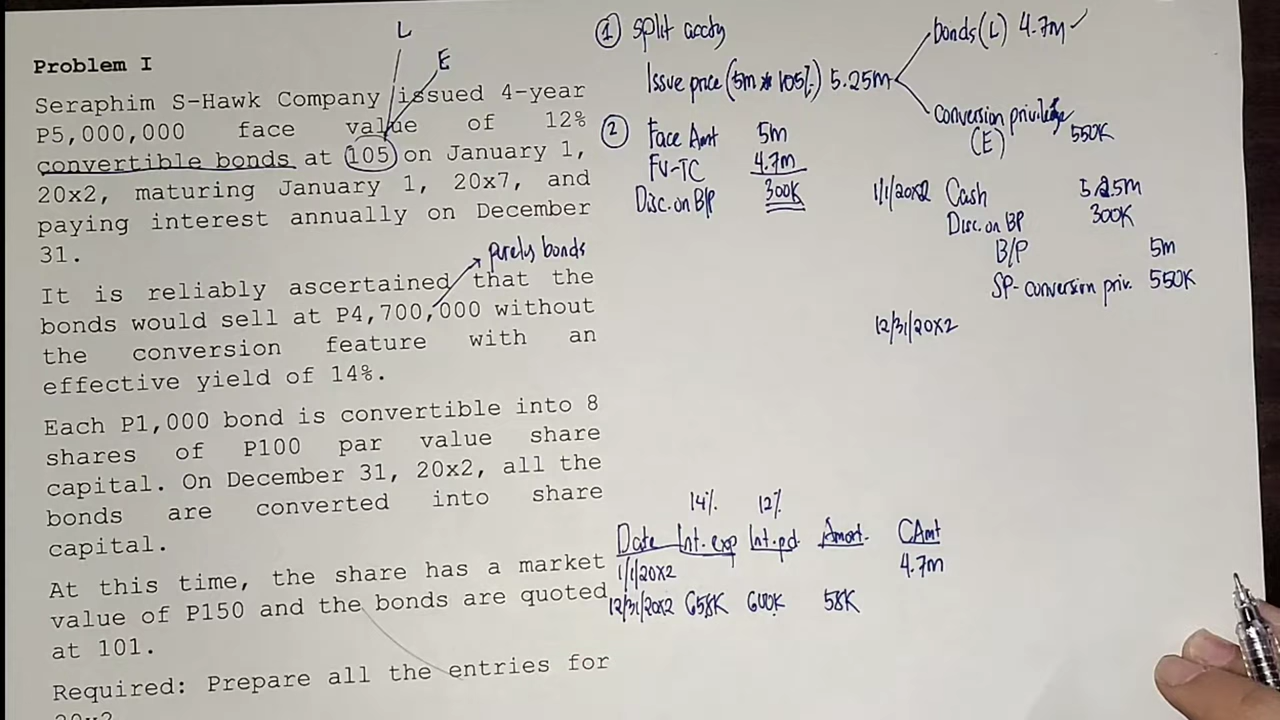 Problem I
Seraphim S-Hawk Company issued 4-year
P5,000,000 face value of 12%
convertible bonds at 105 on January 1,
20x2, maturing January 1, 20x7, and
paying interest annually on December
31.
It is reliably ascertained that the
bonds would sell at P4,700,000 without
the conversion feature with an
effective yield of 14%.
Each P1,000 bond is convertible into 8
shares of P100 par value share
capital. On December 31, 20x2, all the
bonds are converted into share
capital.
At this time, the share has a market
value of P150 and the bonds are quoted
at 101.
Required: Prepare all the entries for
20x2
L
E
purely bonds
① split acctg
Issue price (5m * 105%) 5.25m
bonds (L) 4.7m ✓
conversion privilege
(E) 550K
② Face Amt 5m
FV-TC 4.7m
Disc. on B/P 300K
1/1/20x2 Cash 5.25m
Disc. on BP 300K
B/P 5m
SP- conversion priv. 550K
12/31/20x2
14% 12%
Date Int. exp Int. pd Amort. CAmt
1/1/20x2 4.7m
12/31/20x2 658K 600K 58K